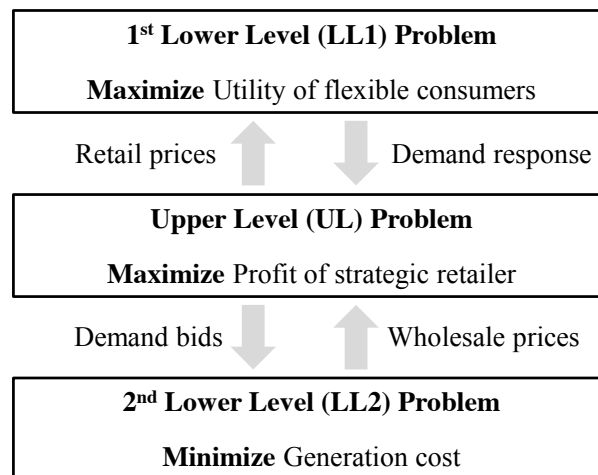 1st Lower Level (LL1) Problem
Maximize Utility of flexible consumers
Retail prices Demand response
Upper Level (UL) Problem
Maximize Profit of strategic retailer
Demand bids Wholesale prices
2nd Lower Level (LL2) Problem
Minimize Generation cost